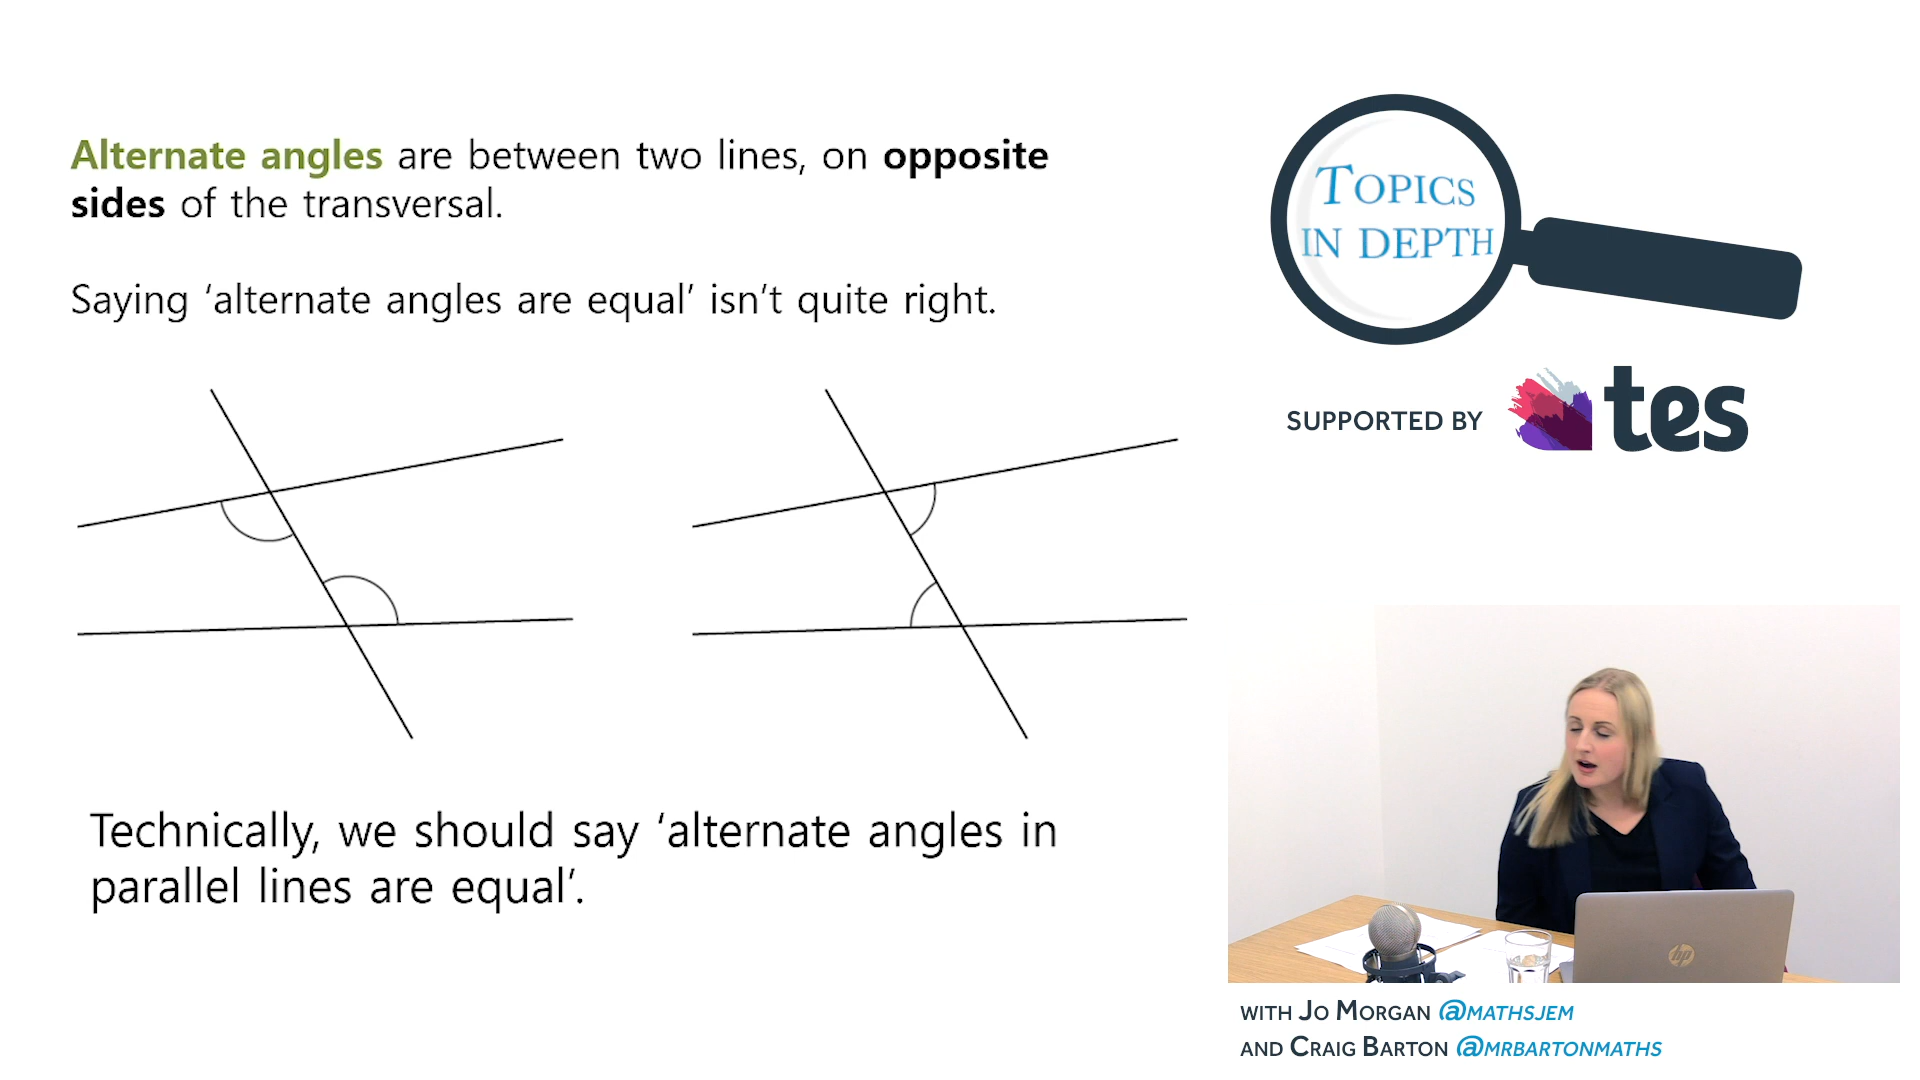 Alternate angles are between two lines, on opposite
sides of the transversal.
Saying ‘alternate angles are equal’ isn’t quite right.
Technically, we should say ‘alternate angles in
parallel lines are equal’.
TOPICS
IN DEPTH
SUPPORTED BY tes
hp
WITH JO MORGAN @MATHSJEM
AND CRAIG BARTON @MRBARTONMATHS